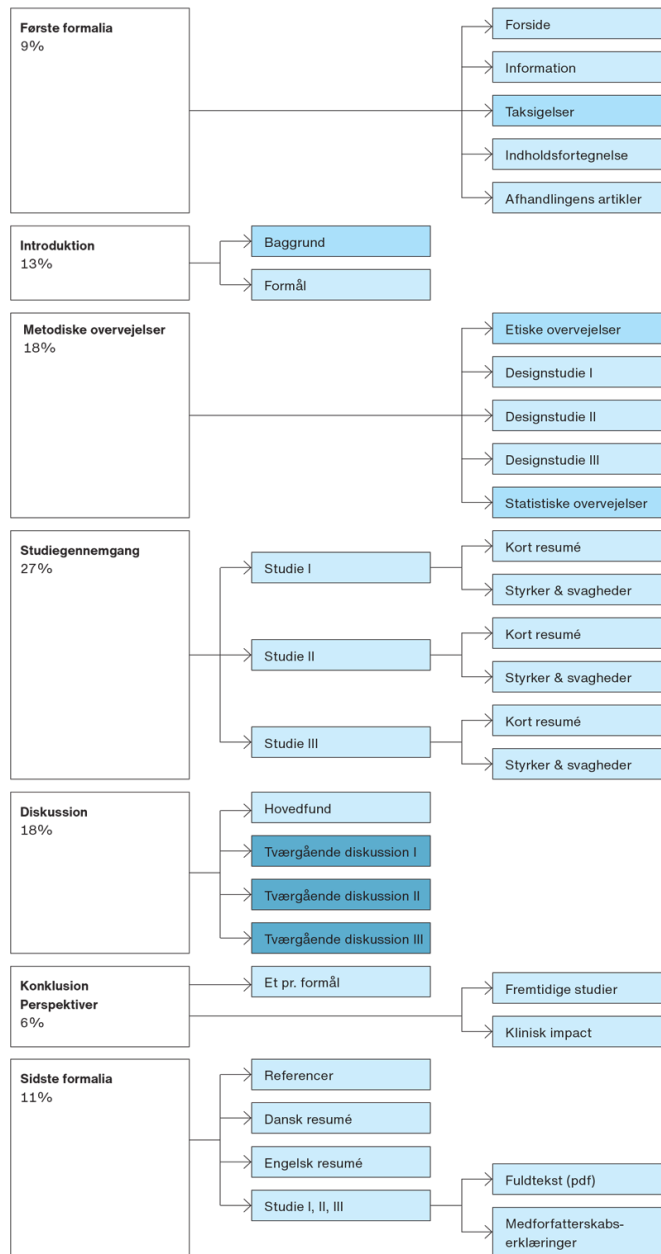 Første formalia
9%
Forside
Information
Taksigelser
Indholdsfortegnelse
Afhandlingens artikler
Introduktion
13%
Baggrund
Formål
Metodiske overvejelser
18%
Etiske overvejelser
Designstudie I
Designstudie II
Designstudie III
Statistiske overvejelser
Studiegennemgang
27%
Studie I
Kort resumé
Styrker & svagheder
Studie II
Kort resumé
Styrker & svagheder
Studie III
Kort resumé
Styrker & svagheder
Diskussion
18%
Hovedfund
Tværgående diskussion I
Tværgående diskussion II
Tværgående diskussion III
Konklusion
Perspektiver
6%
Et pr. formål
Fremtidige studier
Klinisk impact
Sidste formalia
11%
Referencer
Dansk resumé
Engelsk resumé
Studie I, II, III
Fuldtekst (pdf)
Medforfatterskabs-
erklæringer